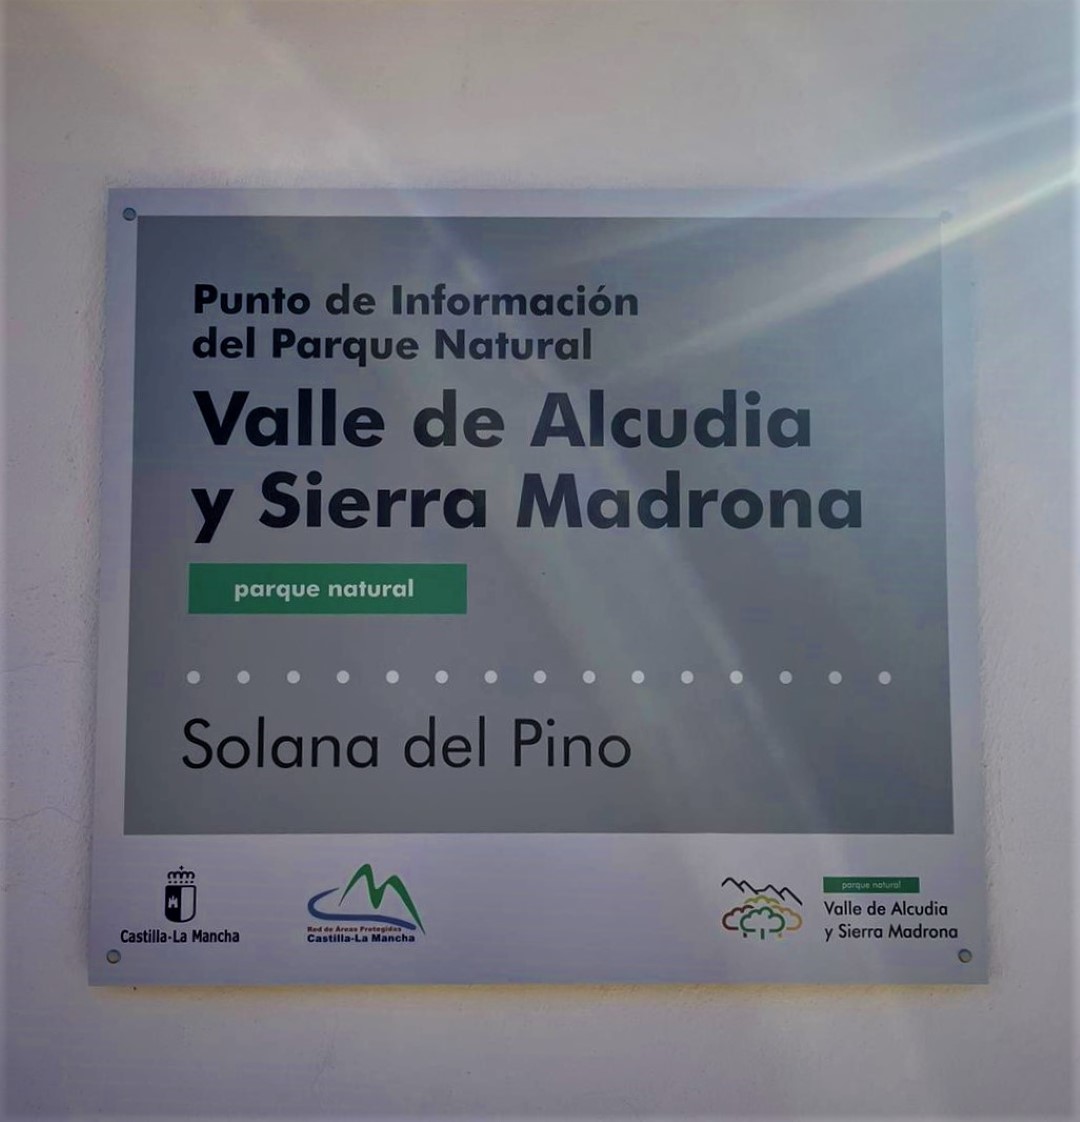 Punto de Información
del Parque Natural
Valle de Alcudia
y Sierra Madrona
parque natural
Solana del Pino
Castilla-La Mancha
Red de Áreas Protegidas
Castilla-La Mancha
parque natural
Valle de Alcudia
y Sierra Madrona